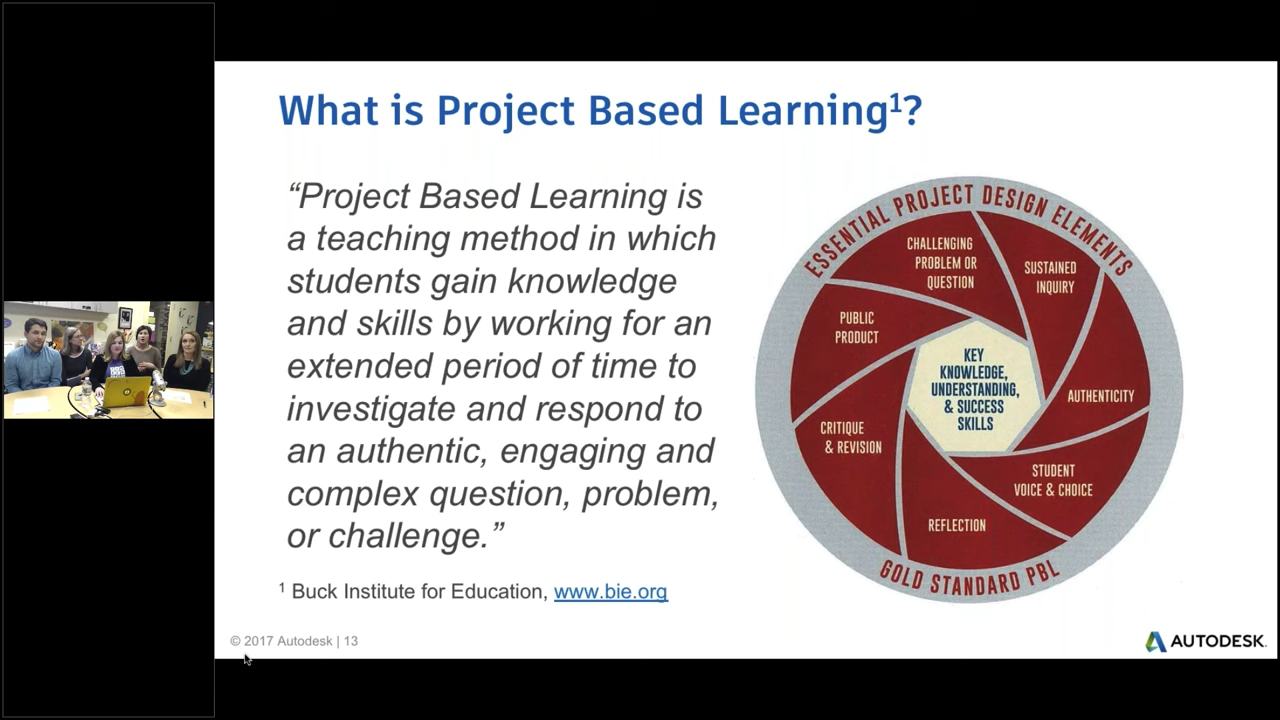 What is Project Based Learning¹?
“Project Based Learning is
a teaching method in which
students gain knowledge
and skills by working for an
extended period of time to
investigate and respond to
an authentic, engaging and
complex question, problem,
or challenge.”
¹ Buck Institute for Education, www.bie.org
ESSENTIAL PROJECT DESIGN ELEMENTS
CHALLENGING
PROBLEM OR
QUESTION
SUSTAINED
INQUIRY
AUTHENTICITY
STUDENT
VOICE & CHOICE
REFLECTION
CRITIQUE
& REVISION
PUBLIC
PRODUCT
KEY
KNOWLEDGE,
UNDERSTANDING,
& SUCCESS
SKILLS
GOLD STANDARD PBL
© 2017 Autodesk | 13
AUTODESK.